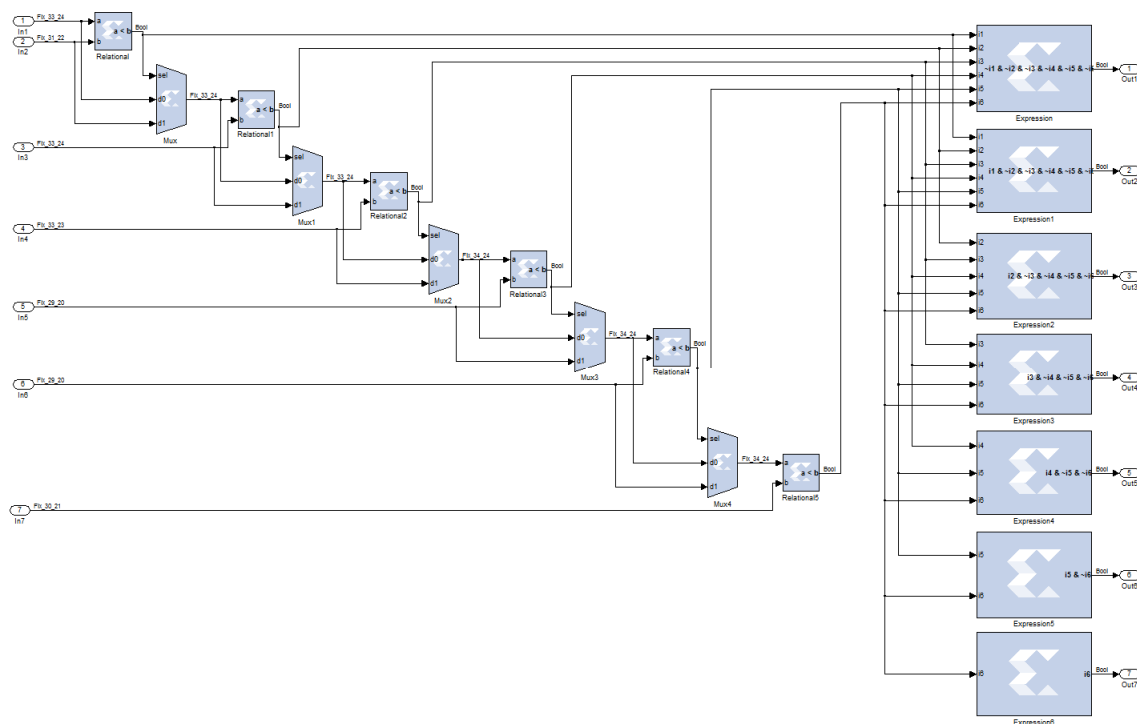 1
Fix_33_24
In1
2
Fix_31_22
In2
a
b
a < b
Bool
Relational
sel
d0
d1
Fix_33_24
Mux
a
b
a < b
Bool
Relational1
3
Fix_33_24
In3
sel
d0
d1
Fix_33_24
Mux1
a
b
a < b
Bool
Relational2
4
Fix_33_23
In4
sel
d0
d1
Fix_34_24
Mux2
a
b
a < b
Bool
Relational3
5
Fix_29_20
In5
sel
d0
d1
Fix_34_24
Mux3
a
b
a < b
Bool
Relational4
6
Fix_29_20
In6
sel
d0
d1
Fix_34_24
Mux4
a
b
a < b
Bool
Relational5
7
Fix_30_21
In7
i1
i2
i3
i4
i5
i6
~i1 & ~i2 & ~i3 & ~i4 & ~i5 & ~i6
Bool
1
Out1
Expression
i1
i2
i3
i4
i5
i6
i1 & ~i2 & ~i3 & ~i4 & ~i5 & ~i6
Bool
2
Out2
Expression1
i2
i3
i4
i5
i6
i2 & ~i3 & ~i4 & ~i5 & ~i6
Bool
3
Out3
Expression2
i3
i4
i5
i6
i3 & ~i4 & ~i5 & ~i6
Bool
4
Out4
Expression3
i4
i5
i6
i4 & ~i5 & ~i6
Bool
5
Out5
Expression4
i5
i6
i5 & ~i6
Bool
6
Out6
Expression5
i6
i6
Bool
7
Out7
Expression6